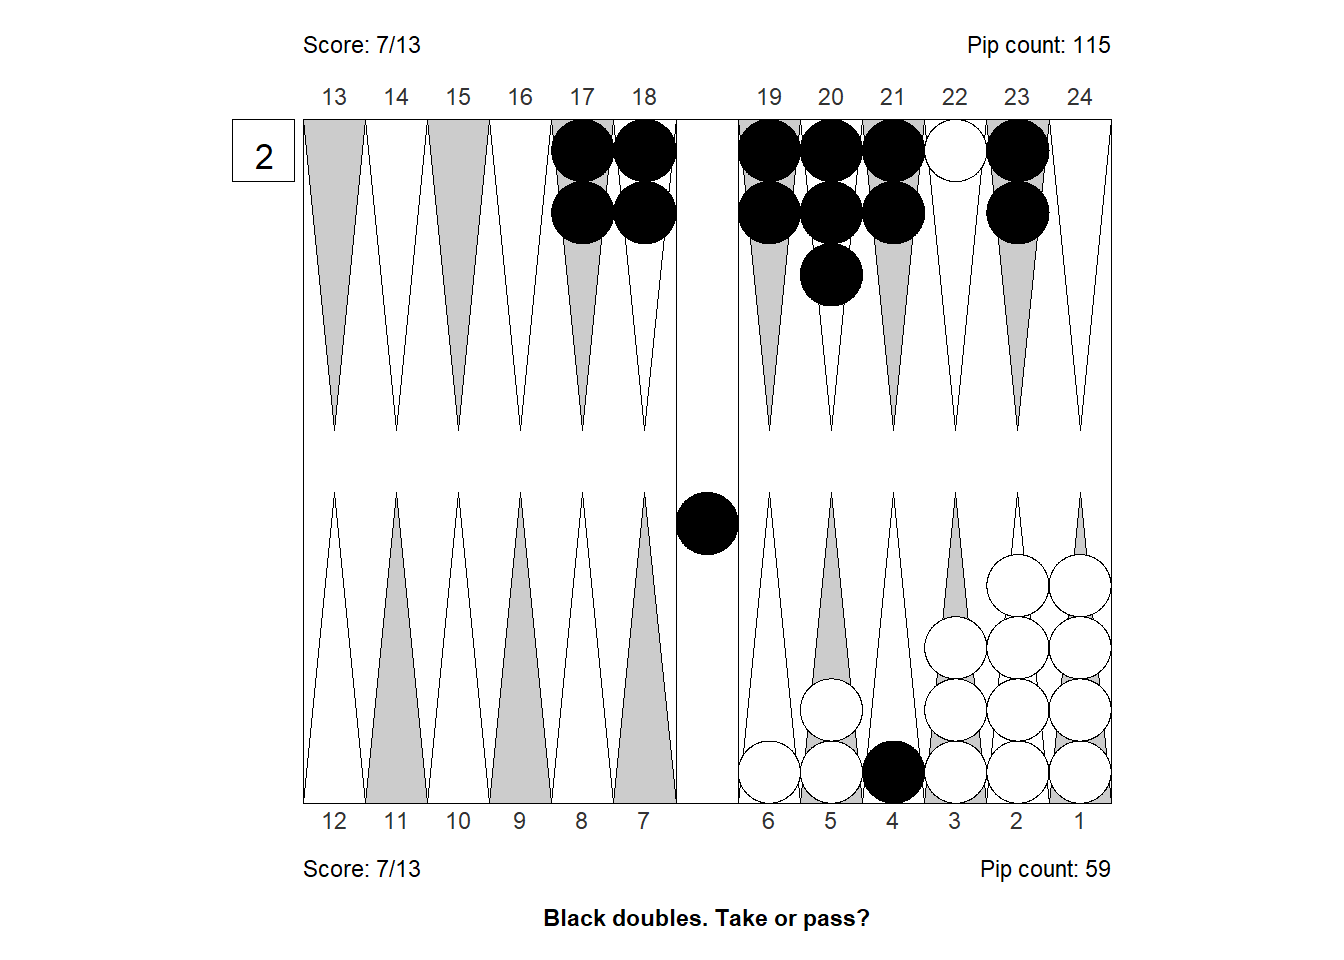 Score: 7/13 Pip count: 115
13 14 15 16 17 18 19 20 21 22 23 24
2
12 11 10 9 8 7 6 5 4 3 2 1
Score: 7/13 Pip count: 59
Black doubles. Take or pass?